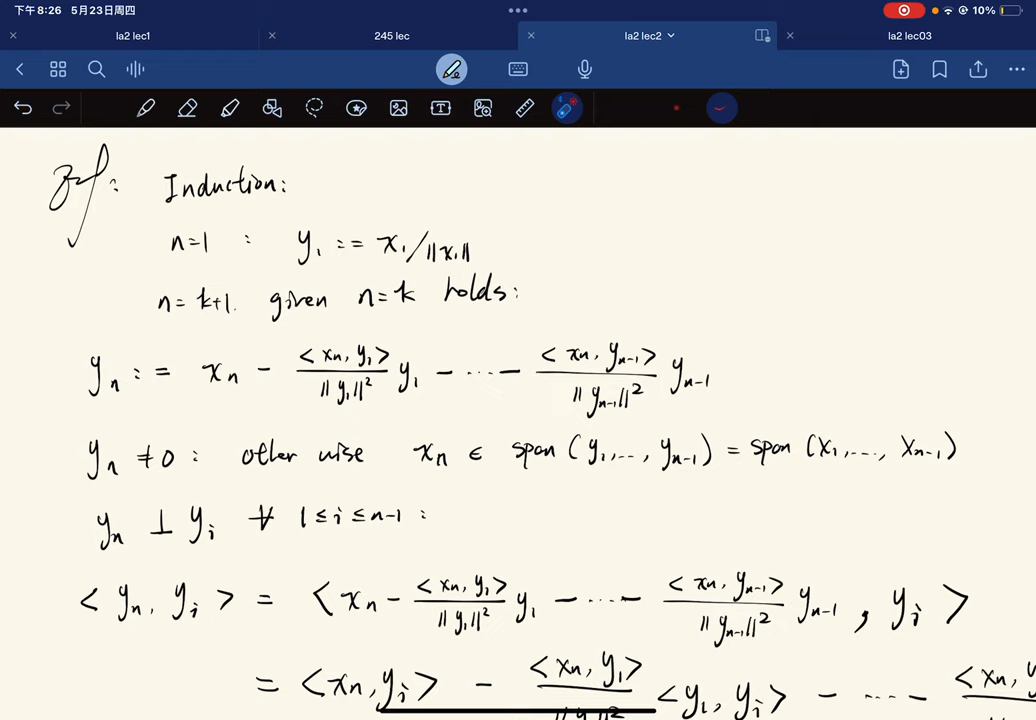 下午8:26 5月23日周四
10%
la2 lec1
245 lec
la2 lec2
la2 lec03
Prf: Induction:
n=1 : y₁ := x₁/||x₁||
n=k+1. given n=k holds:
yₙ := xₙ - <xₙ, y₁>/||y₁||² y₁ - ... - <xₙ, yₙ₋₁>/||yₙ₋₁||² yₙ₋₁
yₙ ≠0 : otherwise xₙ ∈ span(y₁,..., yₙ₋₁) = span(x₁,..., xₙ₋₁)
yₙ ⊥ yᵢ ∀ 1≤i≤n-1 :
<yₙ, yᵢ> = <xₙ - <xₙ, y₁>/||y₁||² y₁ - ... - <xₙ, yₙ₋₁>/||yₙ₋₁||² yₙ₋₁, yᵢ>
= <xₙ, yᵢ> - <xₙ, y₁>/||y₁||² <y₁, yᵢ> - ... - <xₙ, y